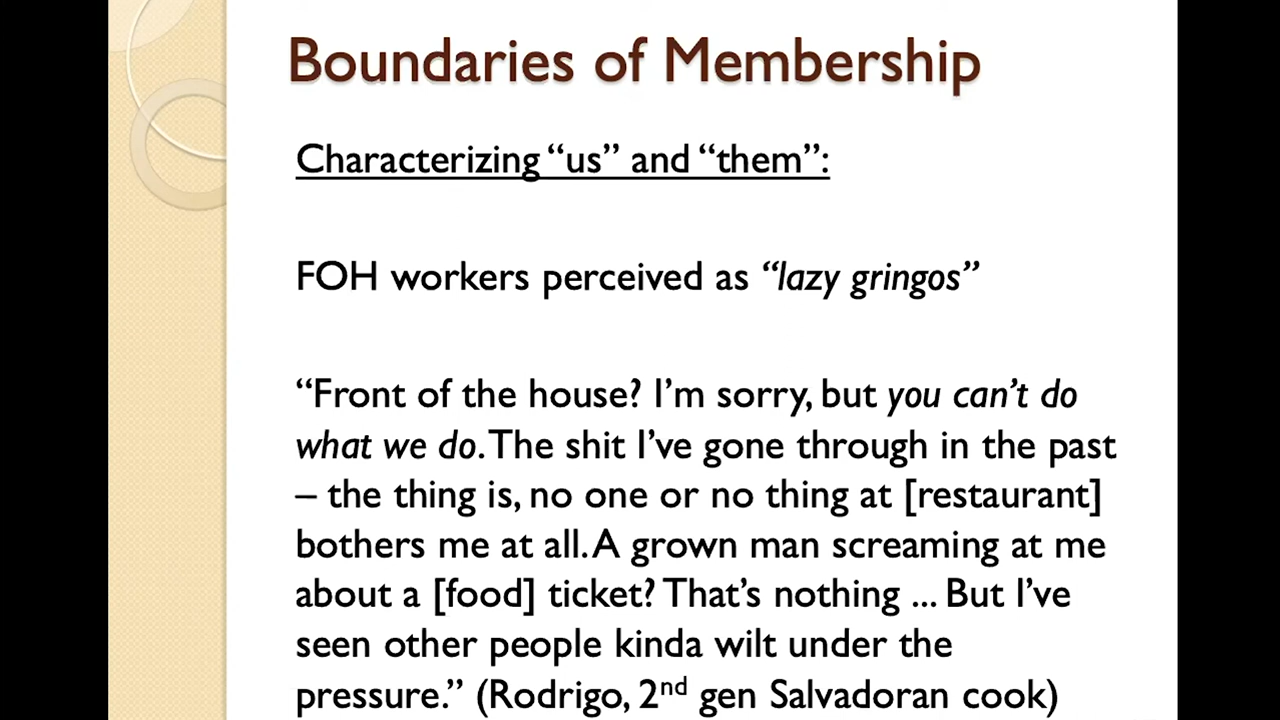 Boundaries of Membership
Characterizing “us” and “them”:
FOH workers perceived as “lazy gringos”
“Front of the house? I’m sorry, but you can’t do
what we do. The shit I’ve gone through in the past
– the thing is, no one or no thing at [restaurant]
bothers me at all. A grown man screaming at me
about a [food] ticket? That’s nothing ... But I’ve
seen other people kinda wilt under the
pressure.” (Rodrigo, 2nd gen Salvadoran cook)